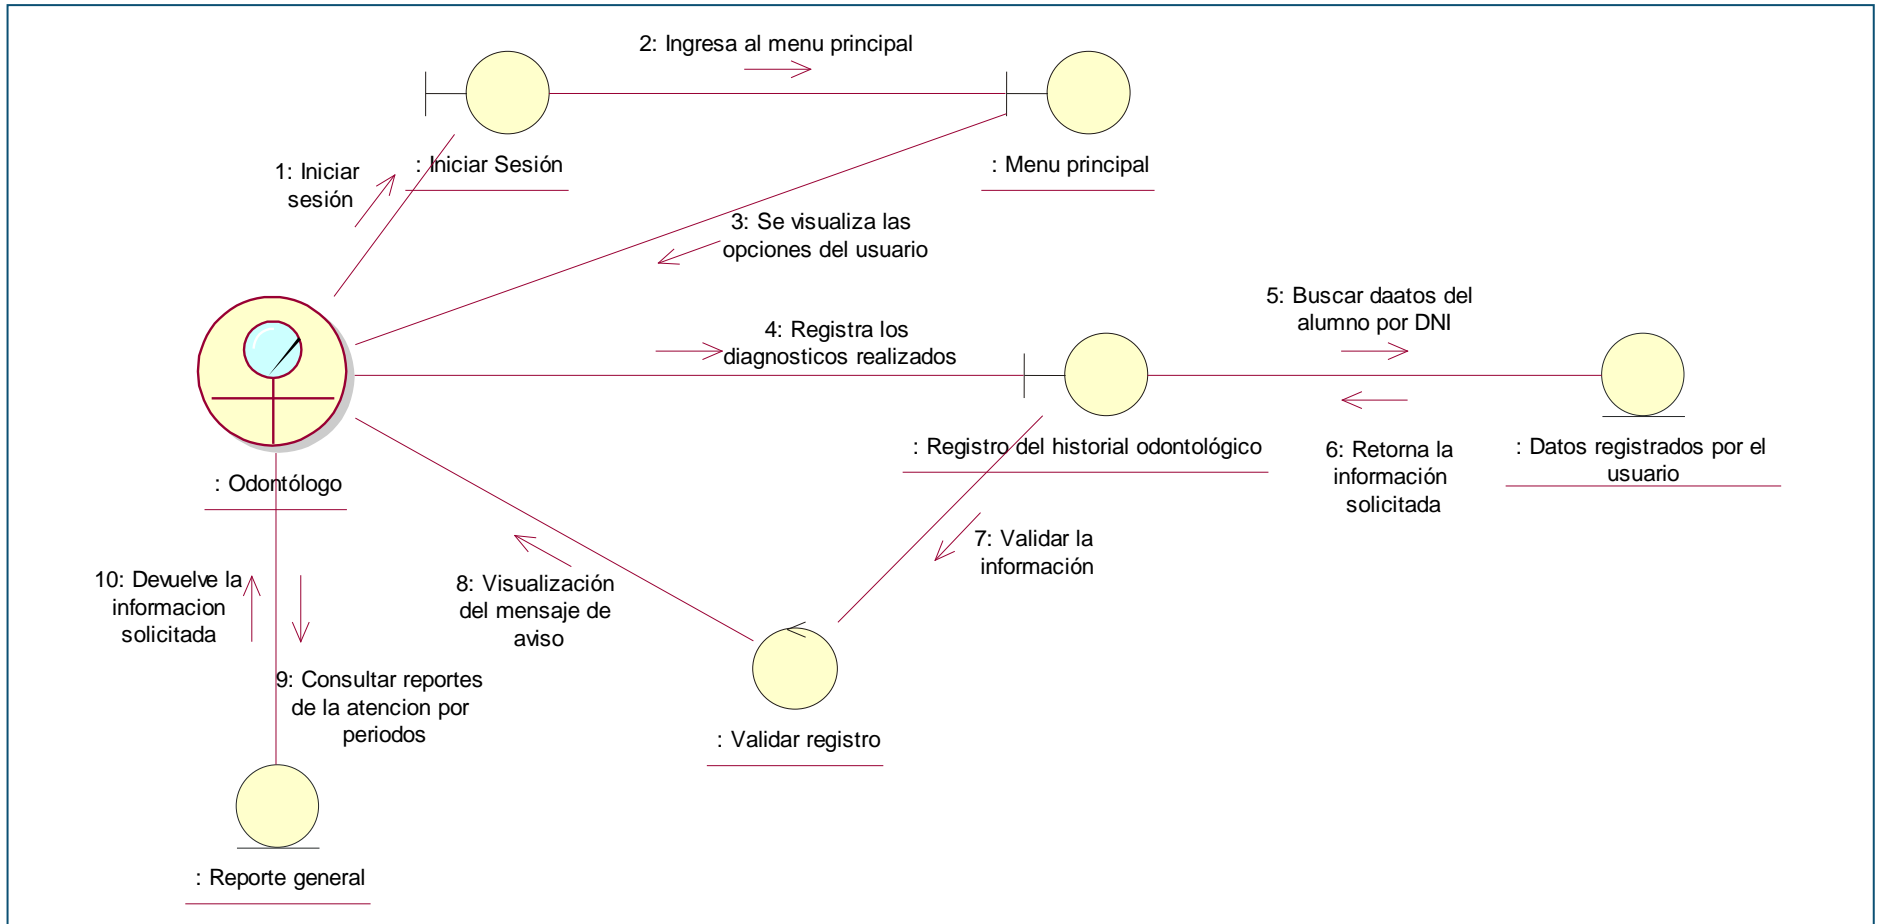 2: Ingresa al menu principal
1: Iniciar
sesión
: Iniciar Sesión
: Menu principal
3: Se visualiza las
opciones del usuario
4: Registra los
diagnosticos realizados
5: Buscar daatos del
alumno por DNI
: Registro del historial odontológico
6: Retorna la
información
solicitada
: Datos registrados por el
usuario
: Odontólogo
7: Validar la
información
8: Visualización
del mensaje de
aviso
10: Devuelve la
informacion
solicitada
9: Consultar reportes
de la atencion por
periodos
: Validar registro
: Reporte general